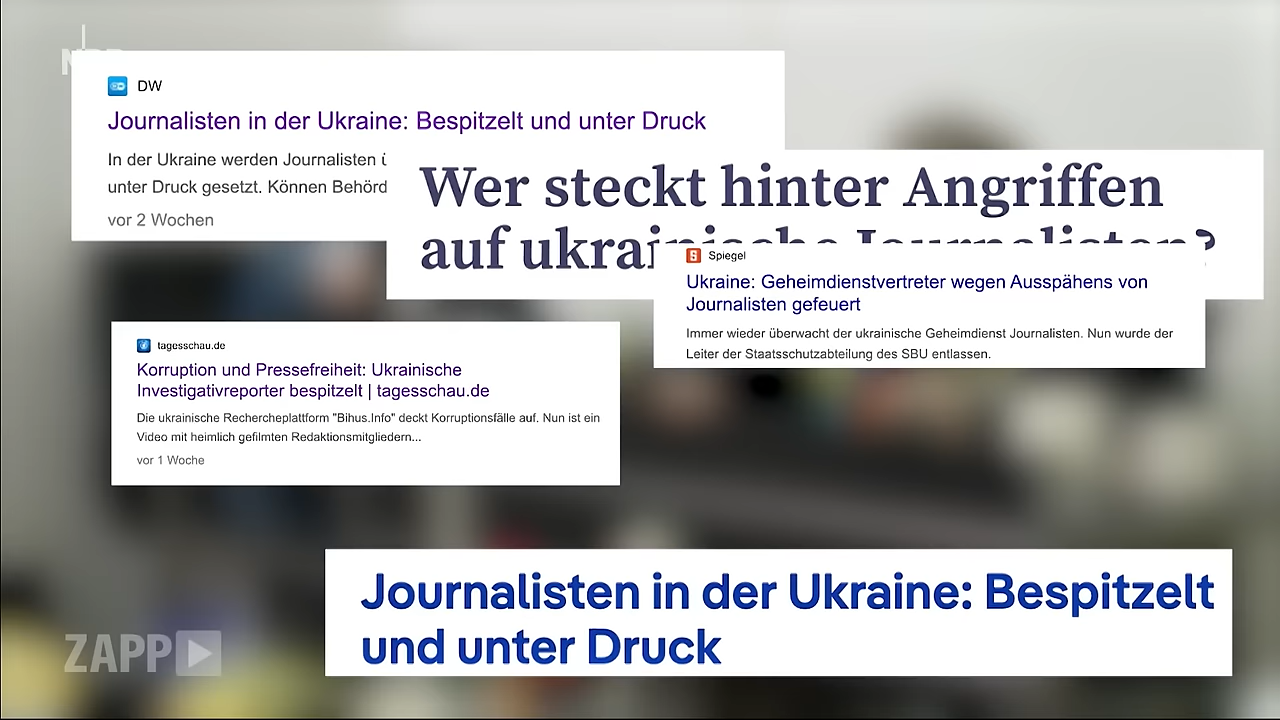 DW
Journalisten in der Ukraine: Bespitzelt und unter Druck
In der Ukraine werden Journalisten
unter Druck gesetzt. Können
vor 2 Wochen
Wer steckt hinter Angriffen
auf ukrainische Journalisten?
Spiegel
Ukraine: Geheimdienstvertreter wegen Ausspähens von
Journalisten gefeuert
Immer wieder überwacht der ukrainische Geheimdienst Journalisten. Nun wurde der
Leiter der Staatsschutzabteilung des SBU entlassen.
tagesschau.de
Korruption und Pressefreiheit: Ukrainische
Investigativreporter bespitzelt | tagesschau.de
Die ukrainische Rechercheplattform "Bihus.Info" deckt Korruptionsfälle auf. Nun ist ein
Video mit heimlich gefilmten Redaktionsmitgliedern...
vor 1 Woche
Journalisten in der Ukraine: Bespitzelt
und unter Druck
ZAPP